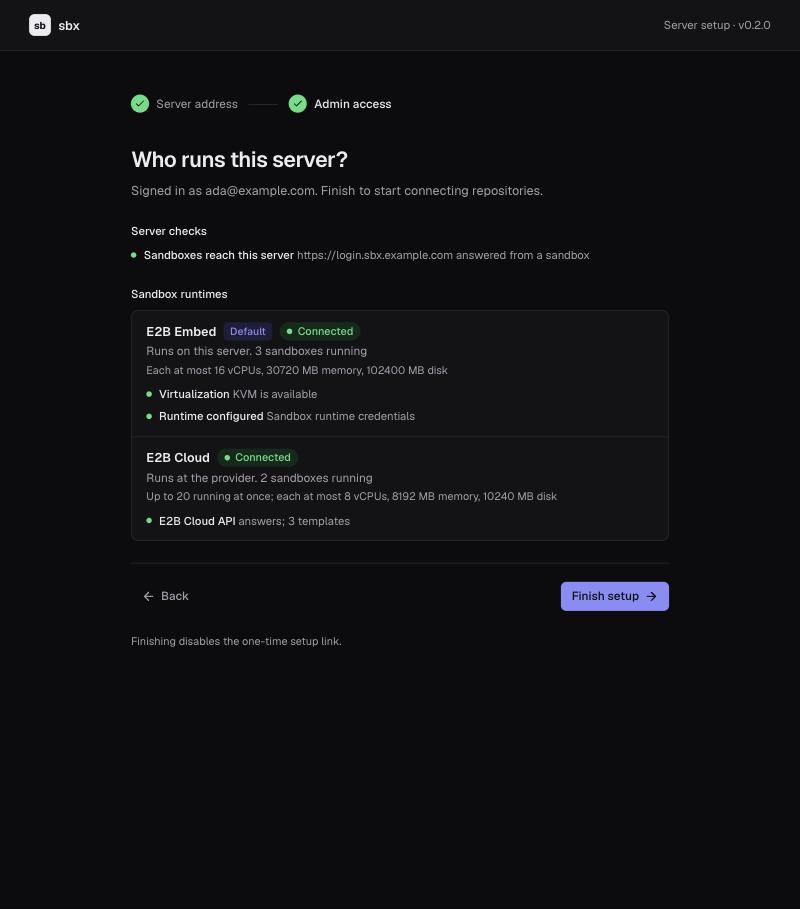 sb sbx
Server setup · v0.2.0
Server address
Admin access
Who runs this server?
Signed in as ada@example.com. Finish to start connecting repositories.
Server checks
Sandboxes reach this server https://login.sbx.example.com answered from a sandbox
Sandbox runtimes
E2B Embed Default Connected
Runs on this server. 3 sandboxes running
Each at most 16 vCPUs, 30720 MB memory, 102400 MB disk
Virtualization KVM is available
Runtime configured Sandbox runtime credentials
E2B Cloud Connected
Runs at the provider. 2 sandboxes running
Up to 20 running at once; each at most 8 vCPUs, 8192 MB memory, 10240 MB disk
E2B Cloud API answers; 3 templates
← Back
Finish setup →
Finishing disables the one-time setup link.